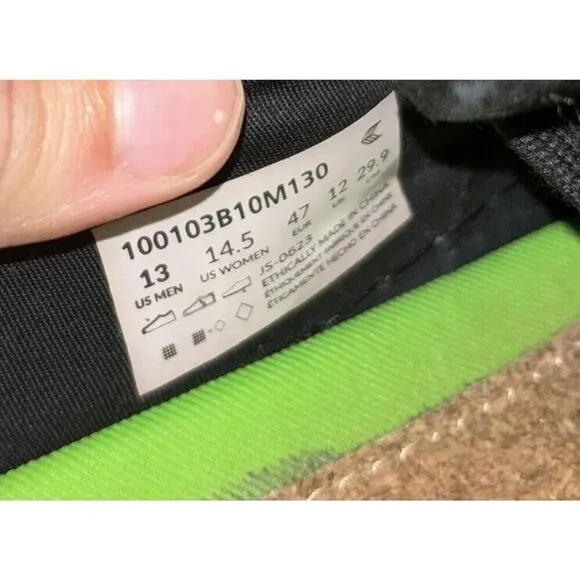 100103B10M130
13 14.5 47 12 29.9
US MEN US WOMEN EUR UK CM
JS-0623
ETHICALLY MADE IN CHINA
ÉTHIQUEMENT FABRIQUÉ EN CHINE
ÉTICAMENTE HECHO EN CHINA